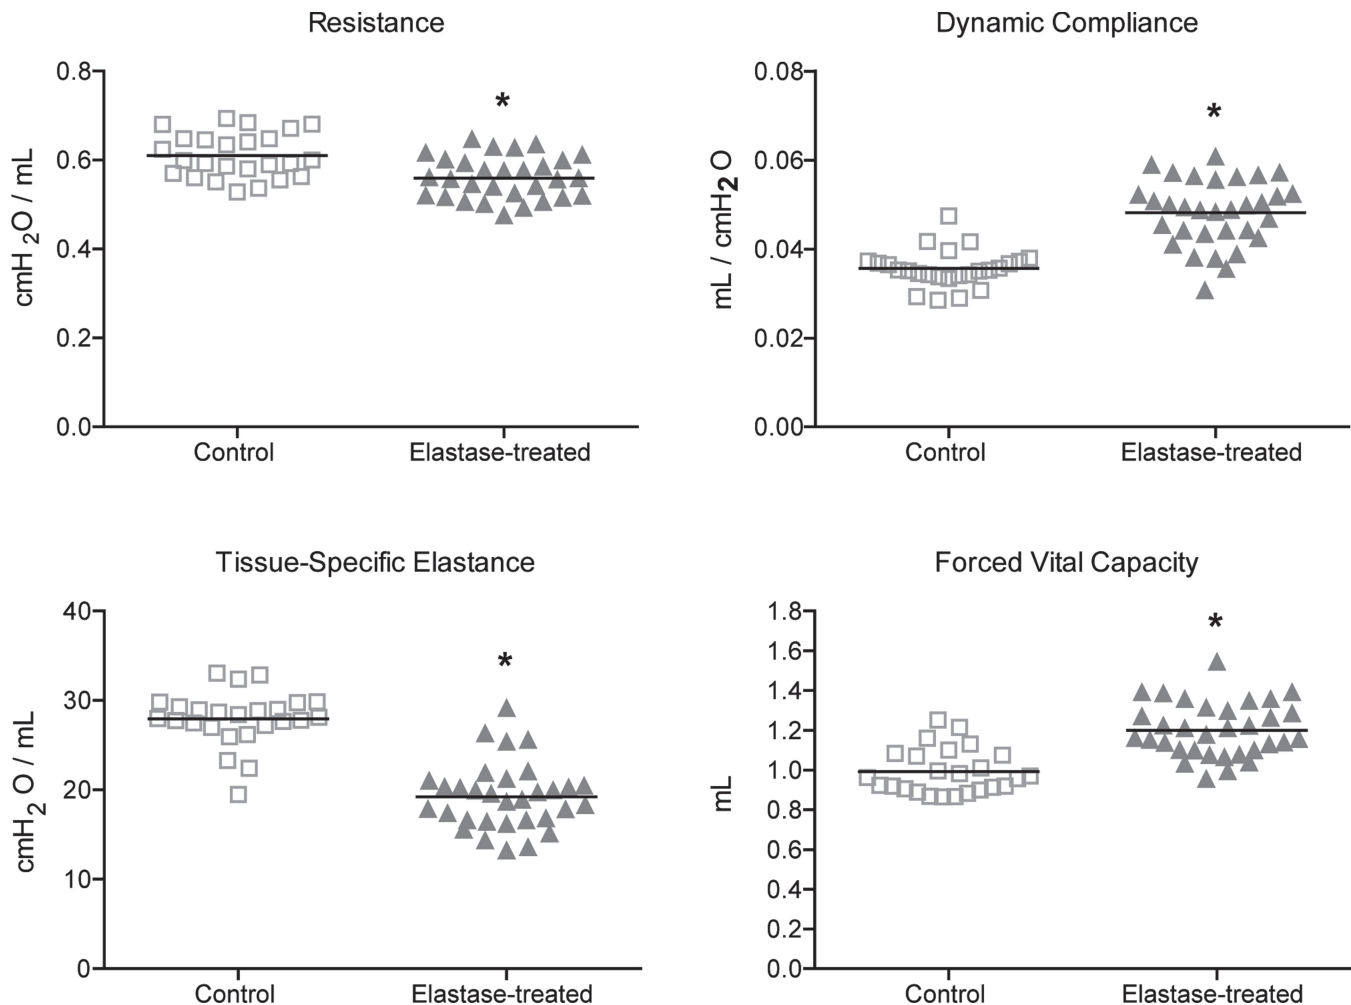 Resistance
Dynamic Compliance
0.8
0.6
0.4
0.2
0.0
cmH 2O / mL
*
Control
Elastase-treated
0.08
0.06
0.04
0.02
0.00
mL / cmH2O
*
Control
Elastase-treated
Tissue-Specific Elastance
Forced Vital Capacity
40
30
20
10
0
cmH2 O / mL
*
Control
Elastase-treated
1.8
1.6
1.4
1.2
1.0
0.8
0.6
0.4
0.2
0.0
mL
*
Control
Elastase-treated